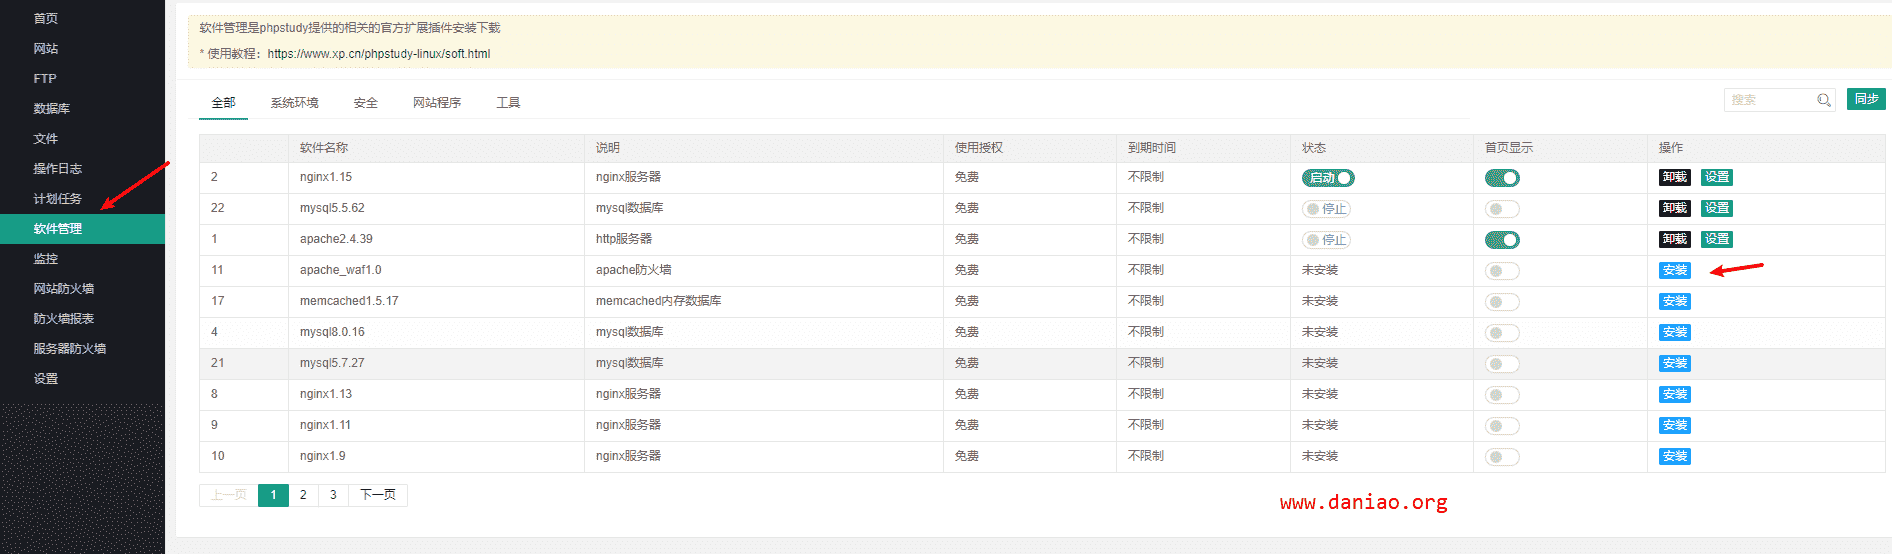 首页
网站
FTP
数据库
文件
操作日志
计划任务
软件管理
监控
网站防火墙
防火墙报表
服务器防火墙
设置
软件管理是phpstudy提供的相关的官方扩展插件安装下载
* 使用教程：https://www.xp.cn/phpstudy-linux/soft.html
全部 系统环境 安全 网站程序 工具 搜索 同步
软件名称 说明 使用授权 到期时间 状态 首页显示 操作
2 nginx1.15 nginx服务器 免费 不限制 启动 卸载 设置
22 mysql5.5.62 mysql数据库 免费 不限制 停止 卸载 设置
1 apache2.4.39 http服务器 免费 不限制 停止 卸载 设置
11 apache_waf1.0 apache防火墙 免费 不限制 未安装 安装
17 memcached1.5.17 memcached内存数据库 免费 不限制 未安装 安装
4 mysql8.0.16 mysql数据库 免费 不限制 未安装 安装
21 mysql5.7.27 mysql数据库 免费 不限制 未安装 安装
8 nginx1.13 nginx服务器 免费 不限制 未安装 安装
9 nginx1.11 nginx服务器 免费 不限制 未安装 安装
10 nginx1.9 nginx服务器 免费 不限制 未安装 安装
上一页 1 2 3 下一页
www.daniao.org